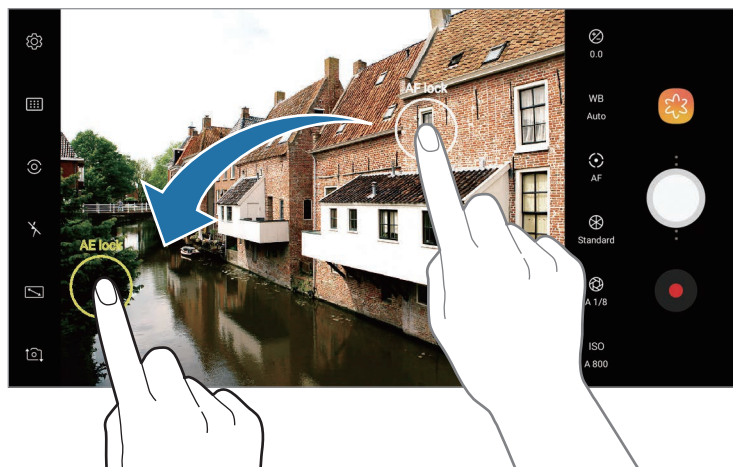 AF lock
AE lock
0.0
WB
Auto
AF
Standard
A 1/8
ISO
A 800